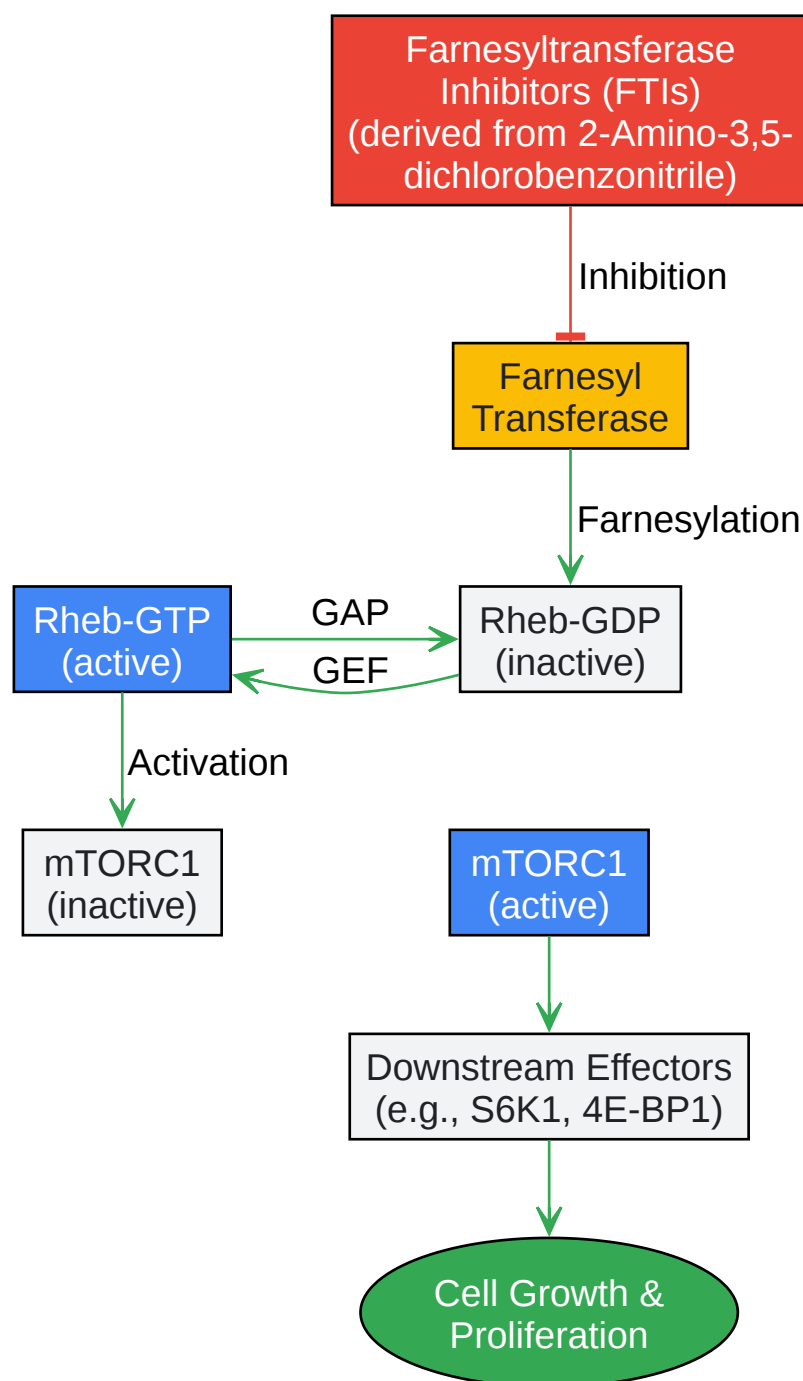 Farnesyltransferase
Inhibitors (FTIs)
(derived from 2-Amino-3,5-
dichlorobenzonitrile)
Inhibition
Farnesyl
Transferase
Farnesylation
Rheb-GTP
(active)
GAP
GEF
Rheb-GDP
(inactive)
Activation
mTORC1
(inactive)
mTORC1
(active)
Downstream Effectors
(e.g., S6K1, 4E-BP1)
Cell Growth &
Proliferation